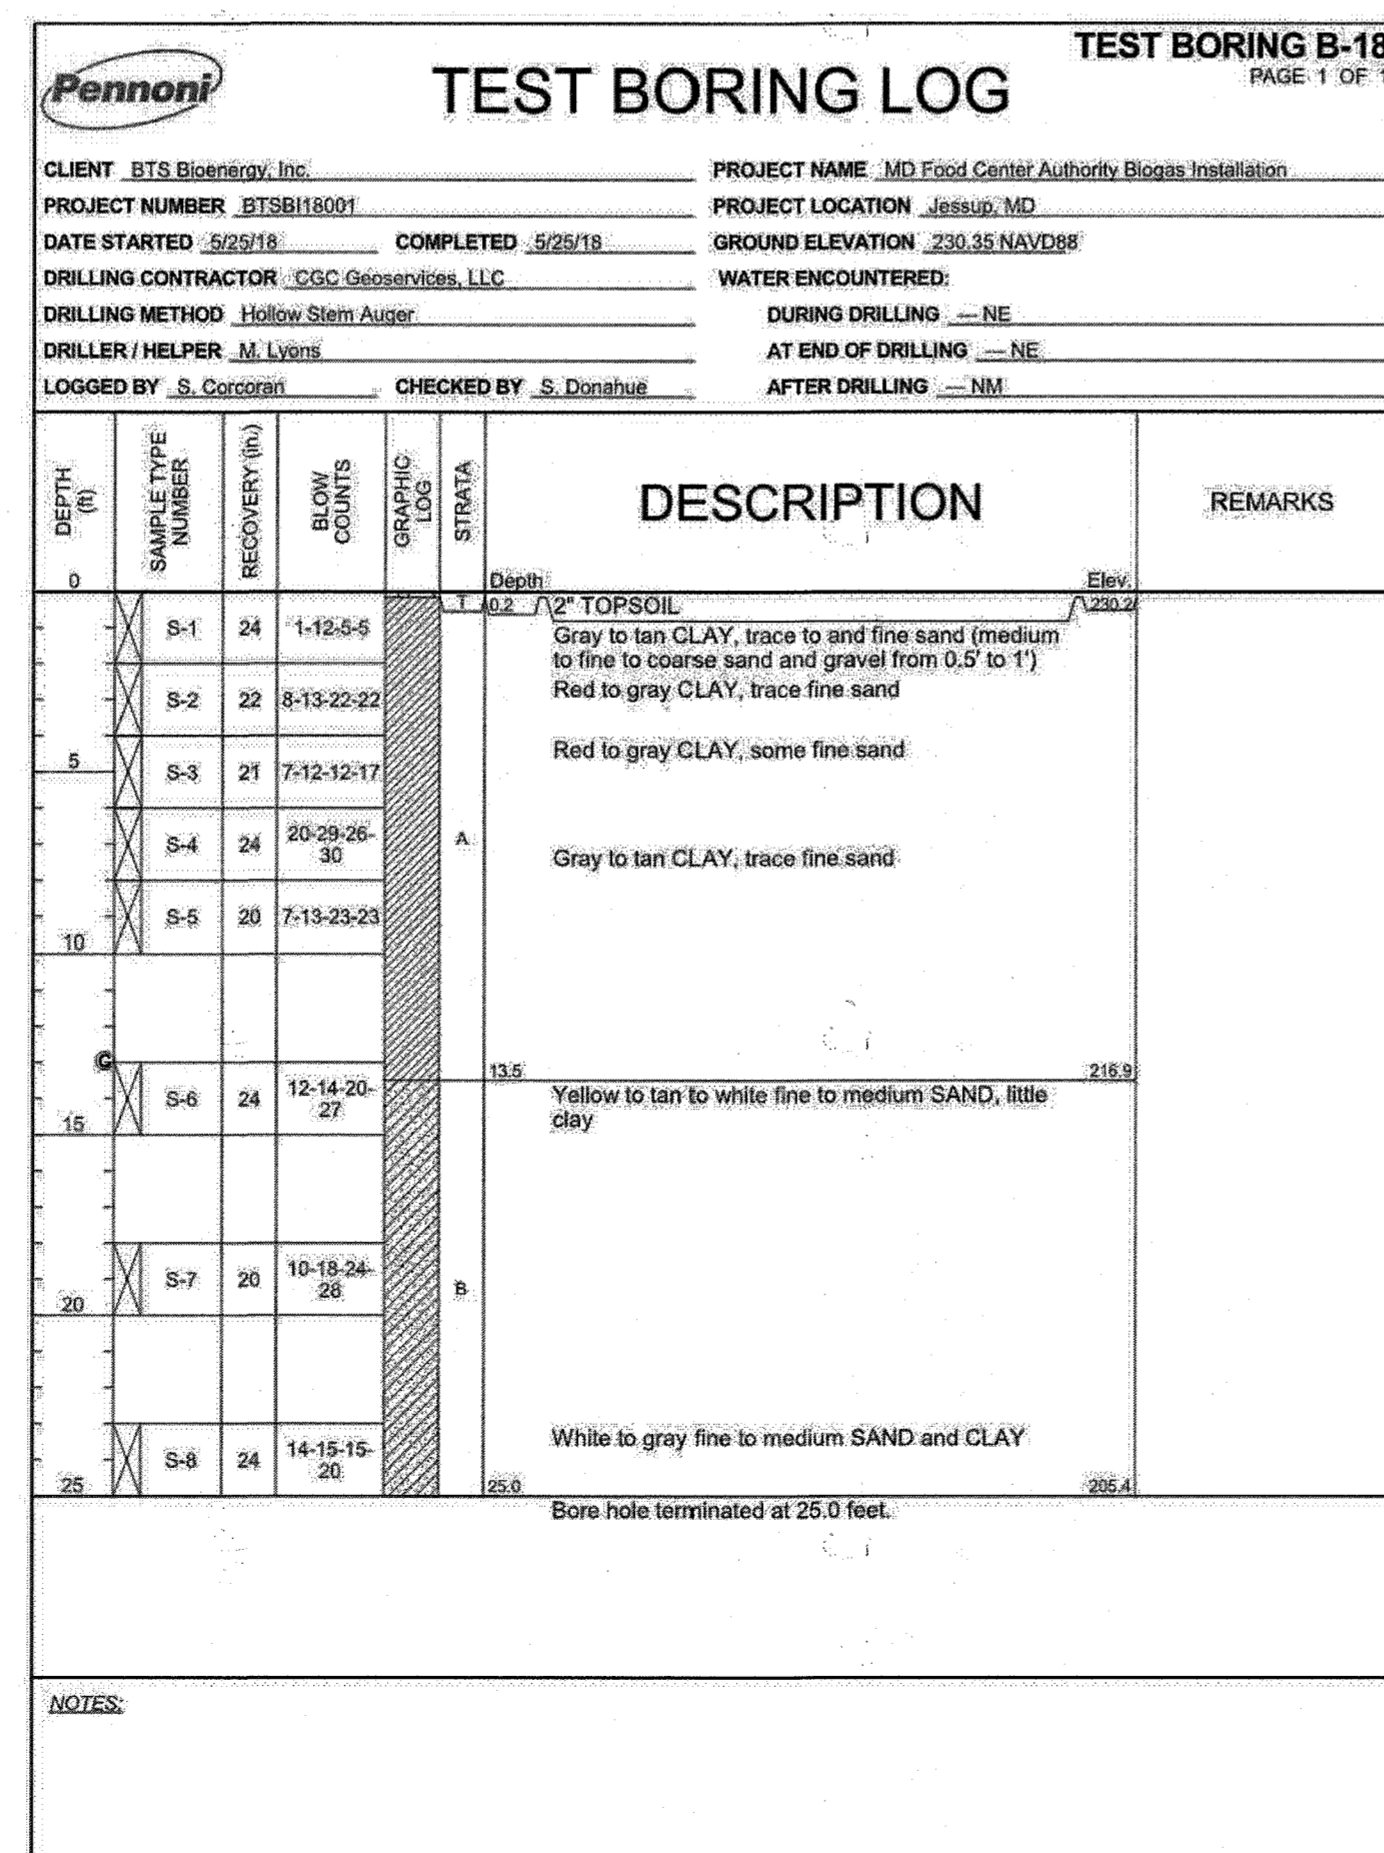 TEST BORING B-18
PAGE 1 OF 1
Pennoni
TEST BORING LOG
CLIENT BTS Bioenergy, Inc. PROJECT NAME MD Food Center Authority Biogas Installation
PROJECT NUMBER BTSBI18001 PROJECT LOCATION Jessup, MD
DATE STARTED 5/25/18 COMPLETED 5/25/18 GROUND ELEVATION 230.35 NAVD88
DRILLING CONTRACTOR CGC Geoservices, LLC WATER ENCOUNTERED:
DRILLING METHOD Hollow Stem Auger DURING DRILLING --- NE
DRILLER / HELPER M. Lyons AT END OF DRILLING --- NE
LOGGED BY S. Corcoran CHECKED BY S. Donahue AFTER DRILLING --- NM
DEPTH (ft) SAMPLE TYPE NUMBER RECOVERY (in.) BLOW COUNTS GRAPHIC LOG STRATA DESCRIPTION REMARKS
0 Depth Elev.
T 0.2 2" TOPSOIL 230.2
S-1 24 1-12-5-5 Gray to tan CLAY, trace to and fine sand (medium
to fine to coarse sand and gravel from 0.5' to 1')
S-2 22 8-13-22-22 Red to gray CLAY, trace fine sand
Red to gray CLAY, some fine sand
5 S-3 21 7-12-12-17
S-4 24 20-29-26- A
30
Gray to tan CLAY, trace fine sand
S-5 20 7-13-23-23
10
C
13.5 216.9
S-6 24 12-14-20- Yellow to tan to white fine to medium SAND, little
27 clay
15
S-7 20 10-18-24- B
28
20
White to gray fine to medium SAND and CLAY
S-8 24 14-15-15-
20
25 25.0 205.4
Bore hole terminated at 25.0 feet.
NOTES: